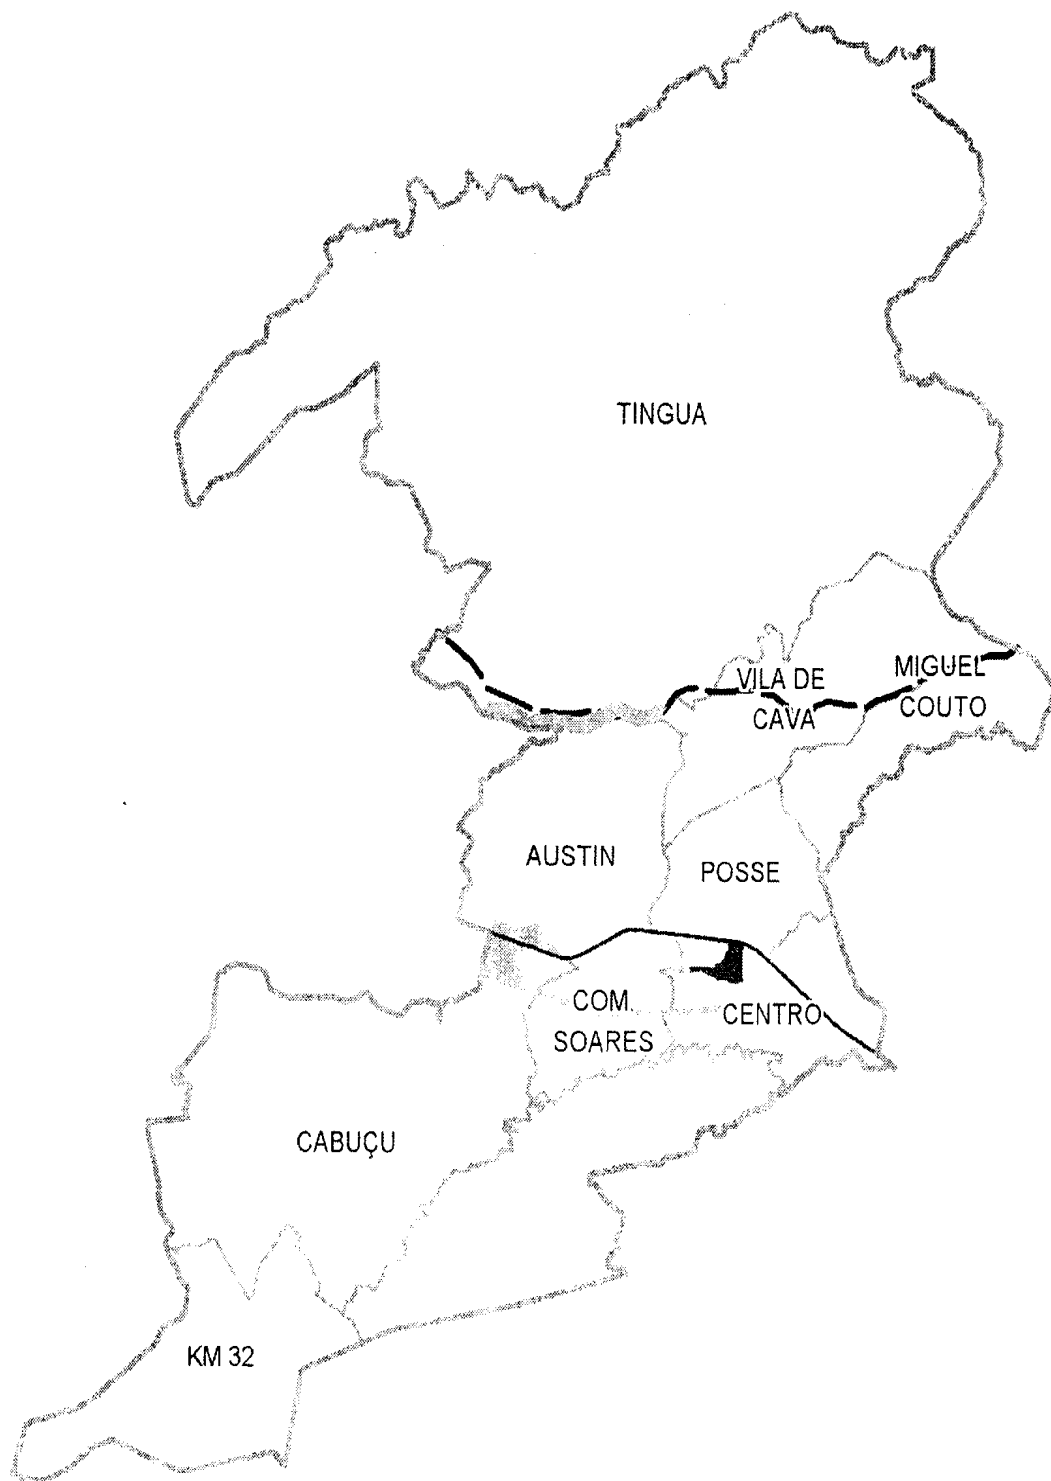 TINGUA
VILA DE
CAVA
MIGUEL
COUTO
AUSTIN
POSSE
COM.
SOARES
CENTRO
CABUÇU
KM 32